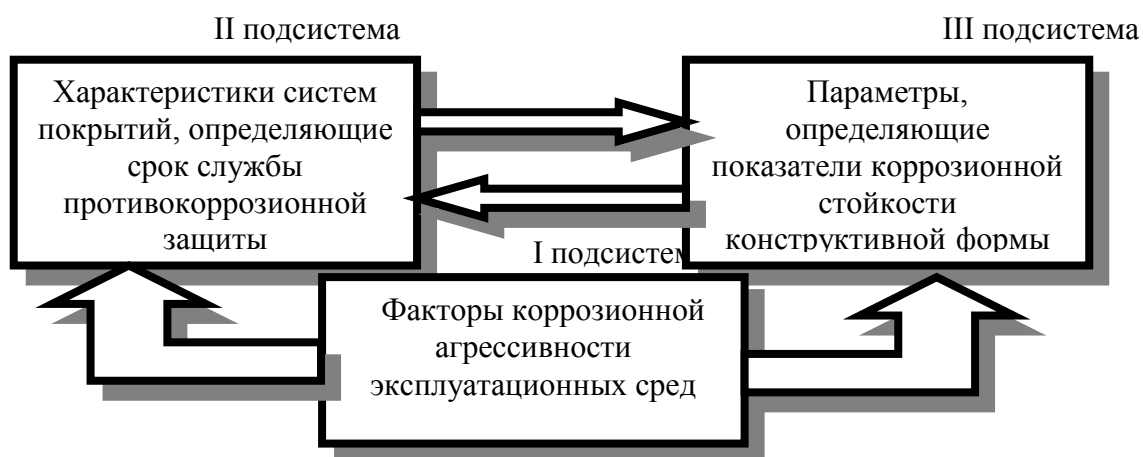 II подсистема
III подсистема
Характеристики систем
покрытий, определяющие
срок службы
противокоррозионной
защиты
Параметры,
определяющие
показатели коррозионной
стойкости
конструктивной формы
I подсистем
Факторы коррозионной
агрессивности
эксплуатационных сред